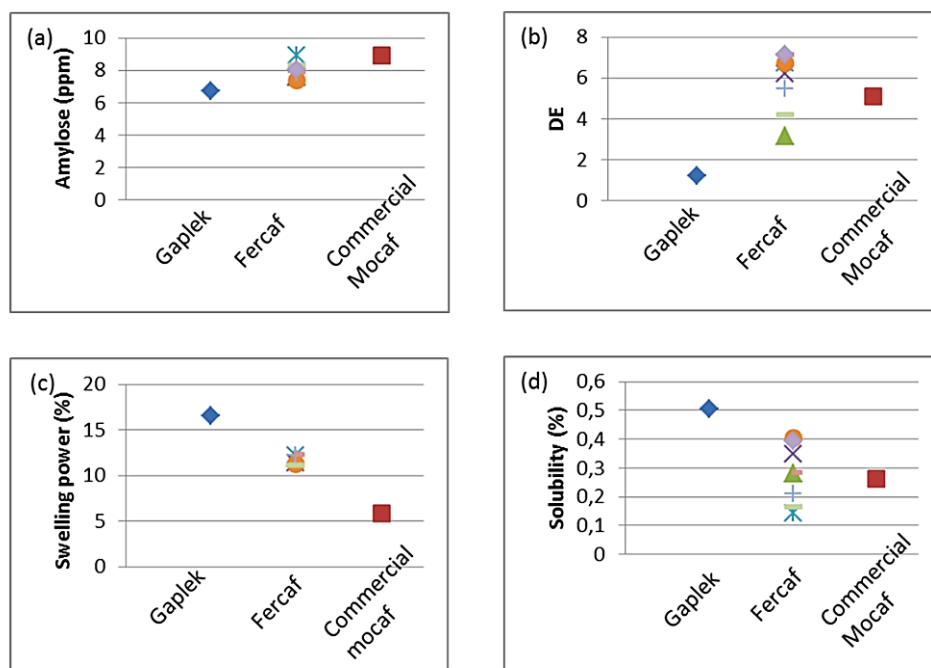 (a)
Amylose (ppm)
10
8
6
4
2
0
Gaplek
Fercaf
Commercial
Mocaf
(b)
DE
8
6
4
2
0
Gaplek
Fercaf
Commercial
Mocaf
(c)
Swelling power (%)
20
15
10
5
0
Gaplek
Fercaf
Commercial
mocaf
(d)
Solubility (%)
0,6
0,5
0,4
0,3
0,2
0,1
0
Gaplek
Fercaf
Commercial
Mocaf